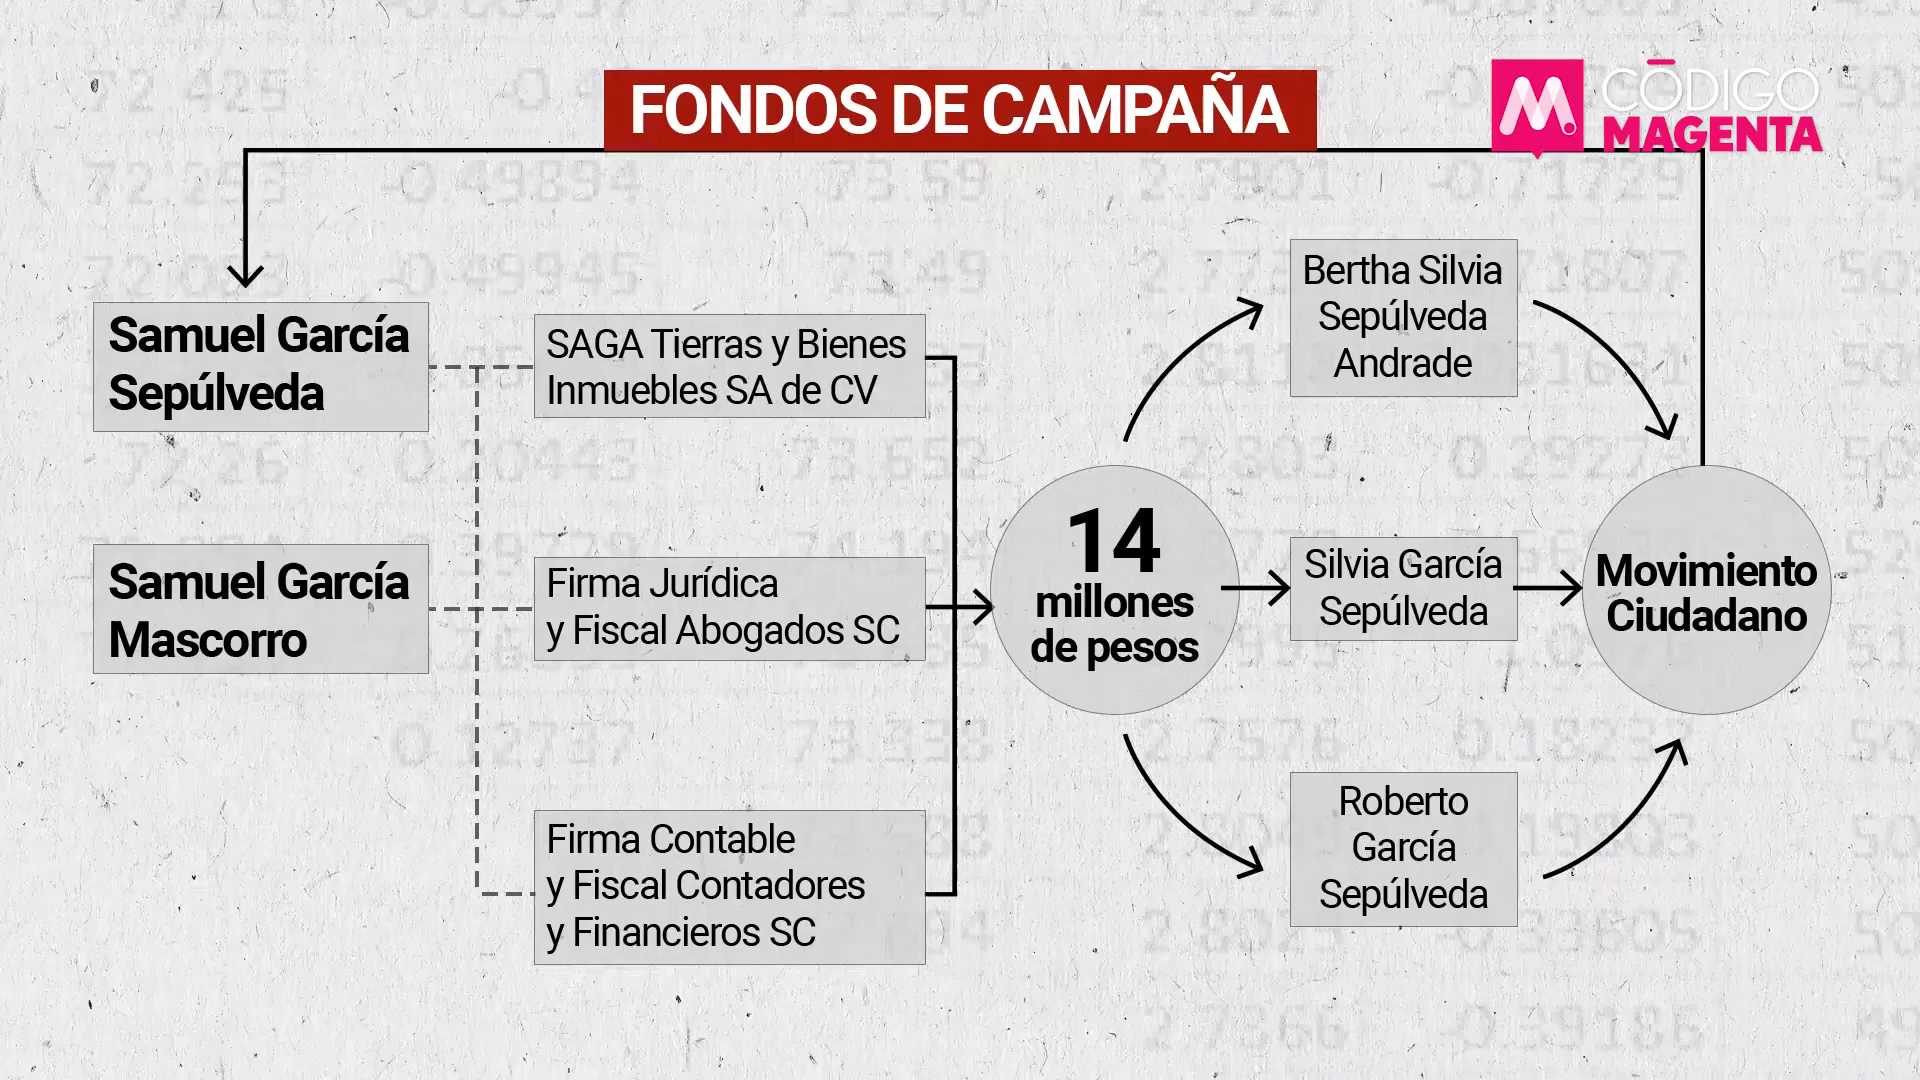 FONDOS DE CAMPAÑA
CÓDIGO
MAGENTA
Samuel García
Sepúlveda
Samuel García
Mascorro
SAGA Tierras y Bienes
Inmuebles SA de CV
Firma Jurídica
y Fiscal Abogados SC
Firma Contable
y Fiscal Contadores
y Financieros SC
14
millones
de pesos
Bertha Silvia
Sepúlveda
Andrade
Silvia García
Sepúlveda
Roberto
García
Sepúlveda
Movimiento
Ciudadano